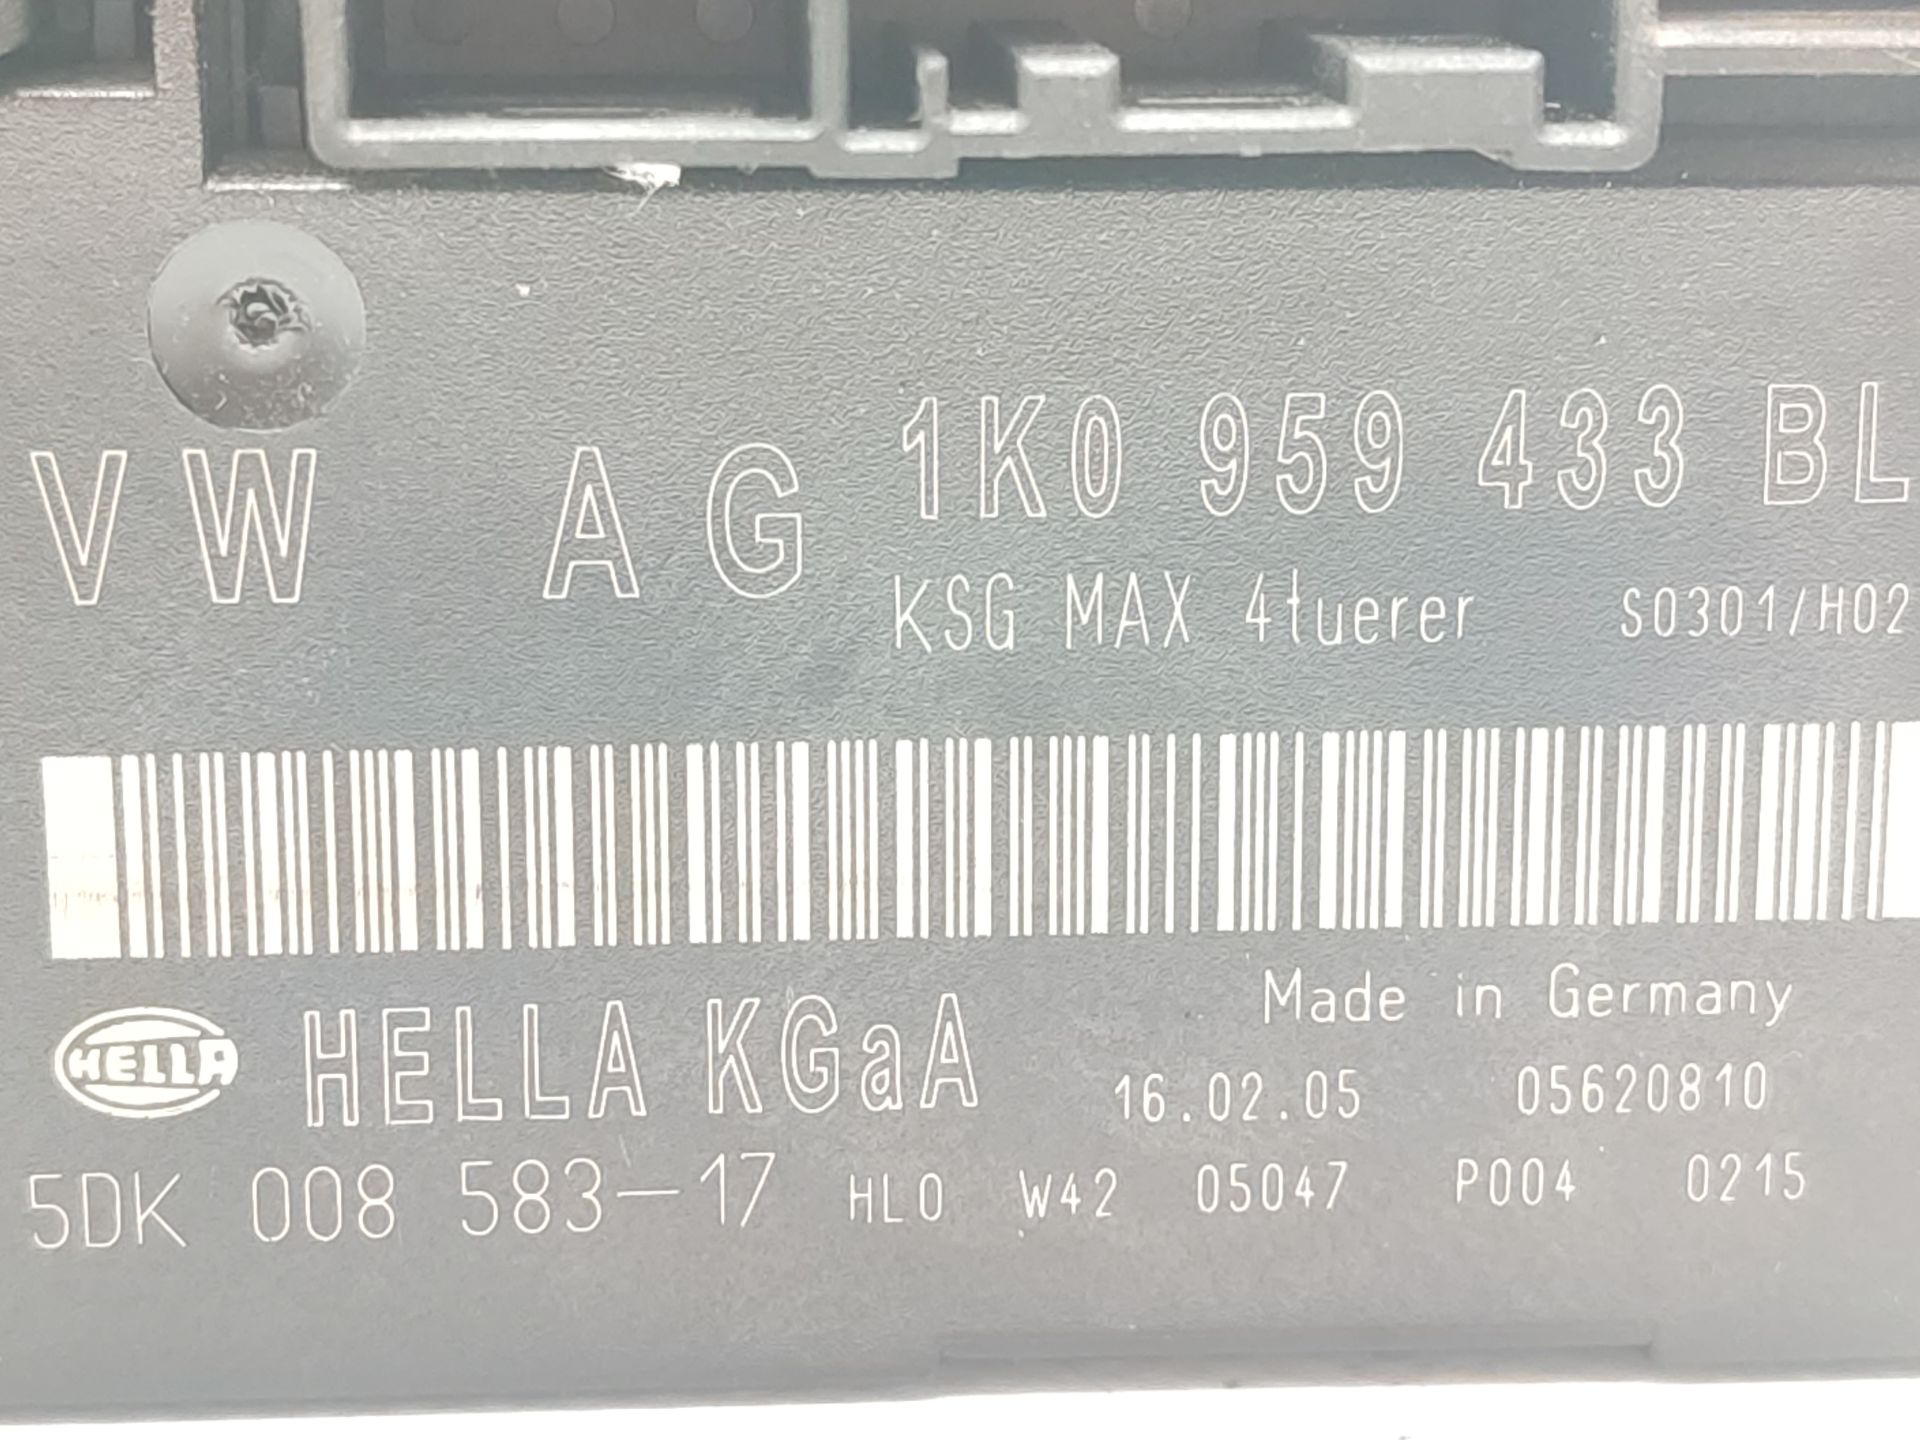 VW AG 1K0 959 433 BL
KSG MAX 4tuerer S0301/H02
HELLA HELLA KGaA Made in Germany
16.02.05 05620810
5DK 008 583-17 HLO W42 05047 P004 0215